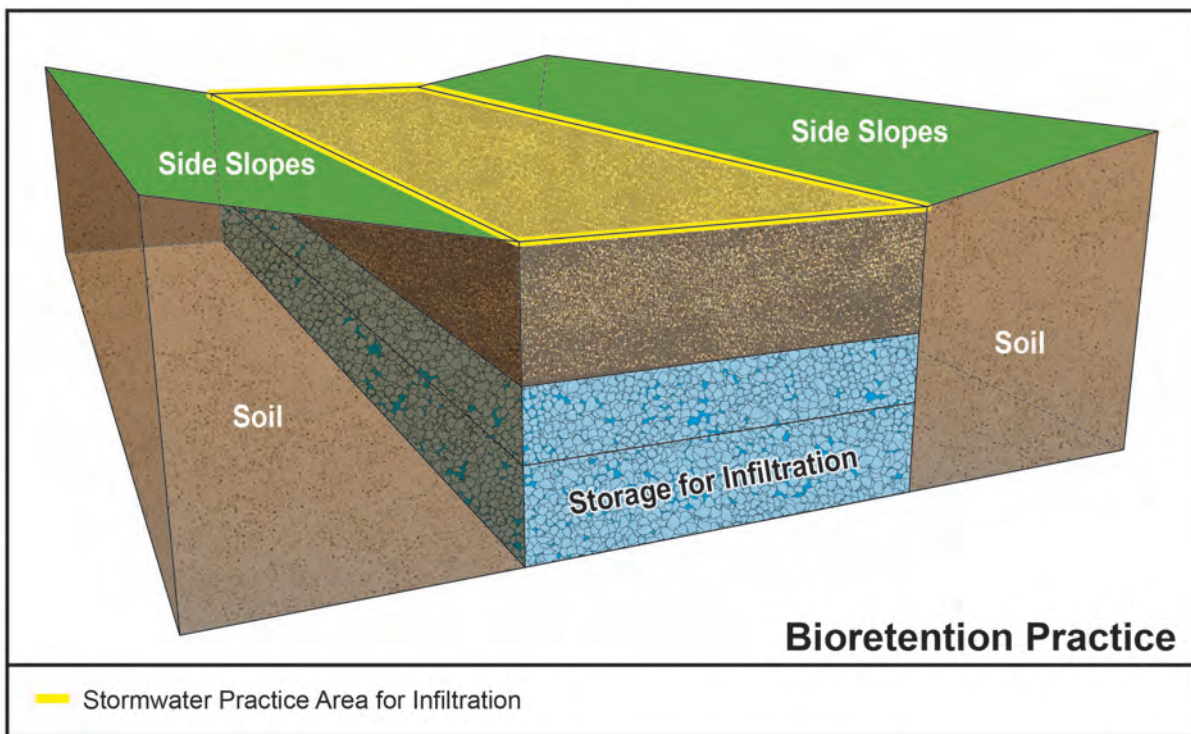 Side Slopes
Side Slopes
Soil
Soil
Storage for Infiltration
Bioretention Practice
Stormwater Practice Area for Infiltration